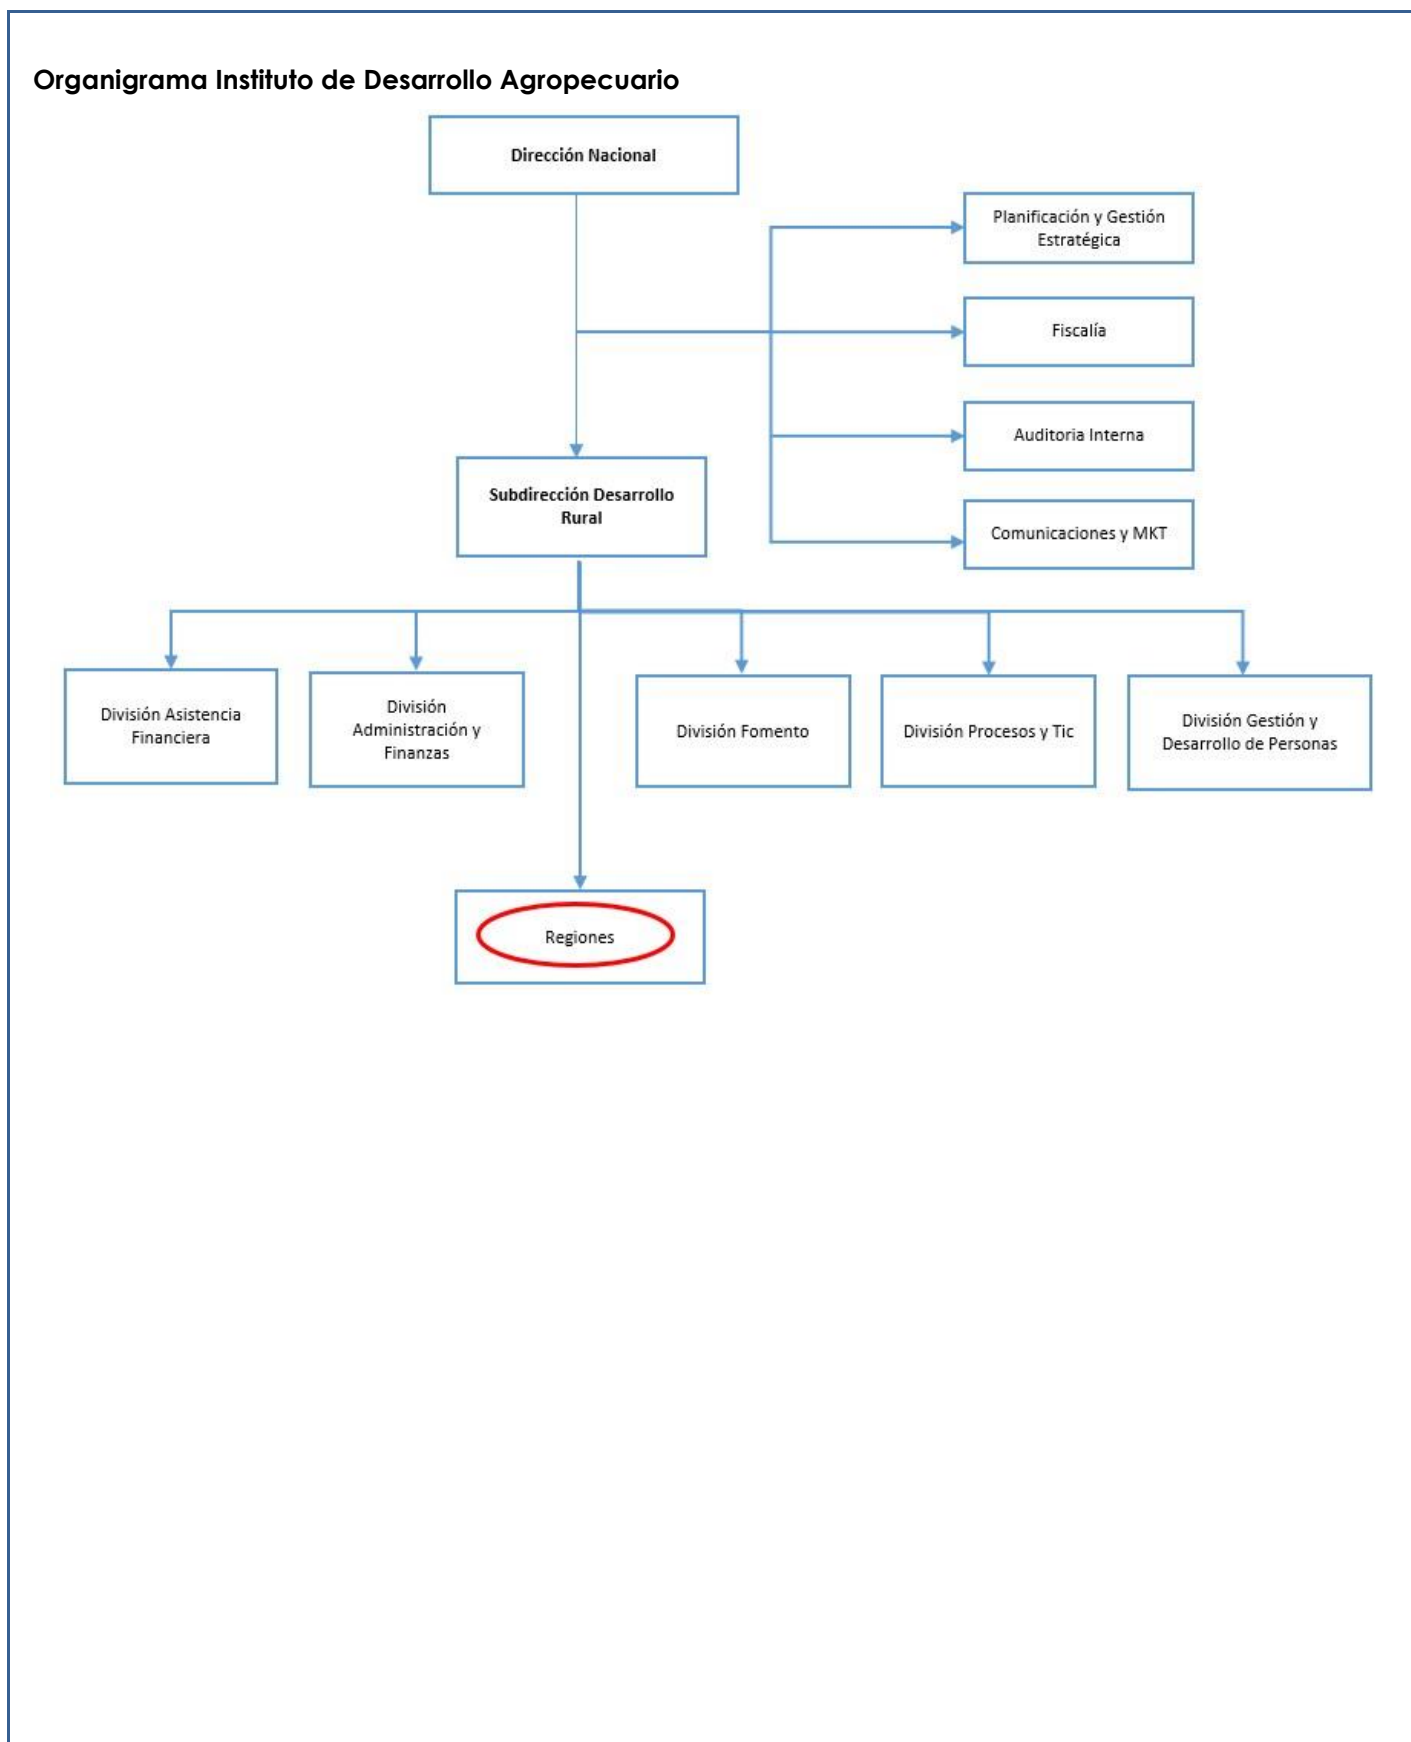 Organigrama Instituto de Desarrollo Agropecuario
Dirección Nacional
Planificación y Gestión
Estratégica
Fiscalía
Auditoria Interna
Comunicaciones y MKT
Subdirección Desarrollo
Rural
División Asistencia
Financiera
División
Administración y
Finanzas
División Fomento
División Procesos y Tic
División Gestión y
Desarrollo de Personas
Regiones